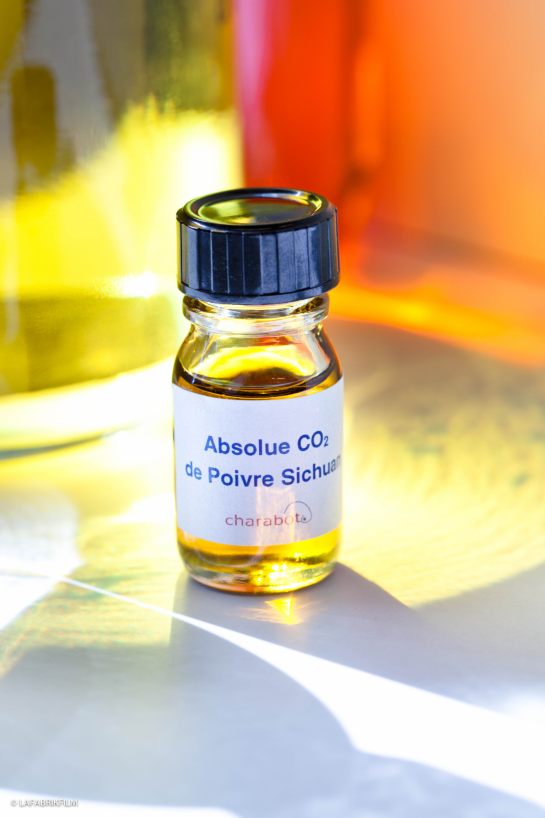 Absolue CO₂
de Poivre Sichuan
charabot
© LAFABRIKFILM